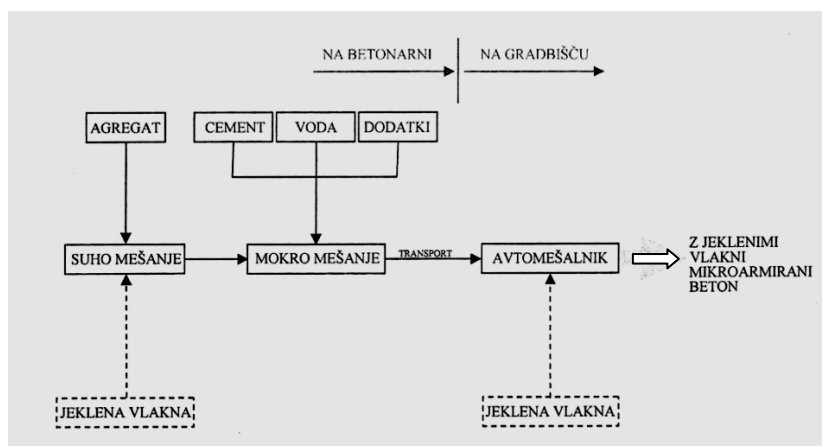 NA BETONARNI
NA GRADBIŠČU
AGREGAT
CEMENT
VODA
DODATKI
SUHO MEŠANJE
MOKRO MEŠANJE
TRANSPORT
AVTOMEŠALNIK
Z JEKLENIMI
VLAKNI
MIKROARMIRANI
BETON
JEKLENA VLAKNA
JEKLENA VLAKNA